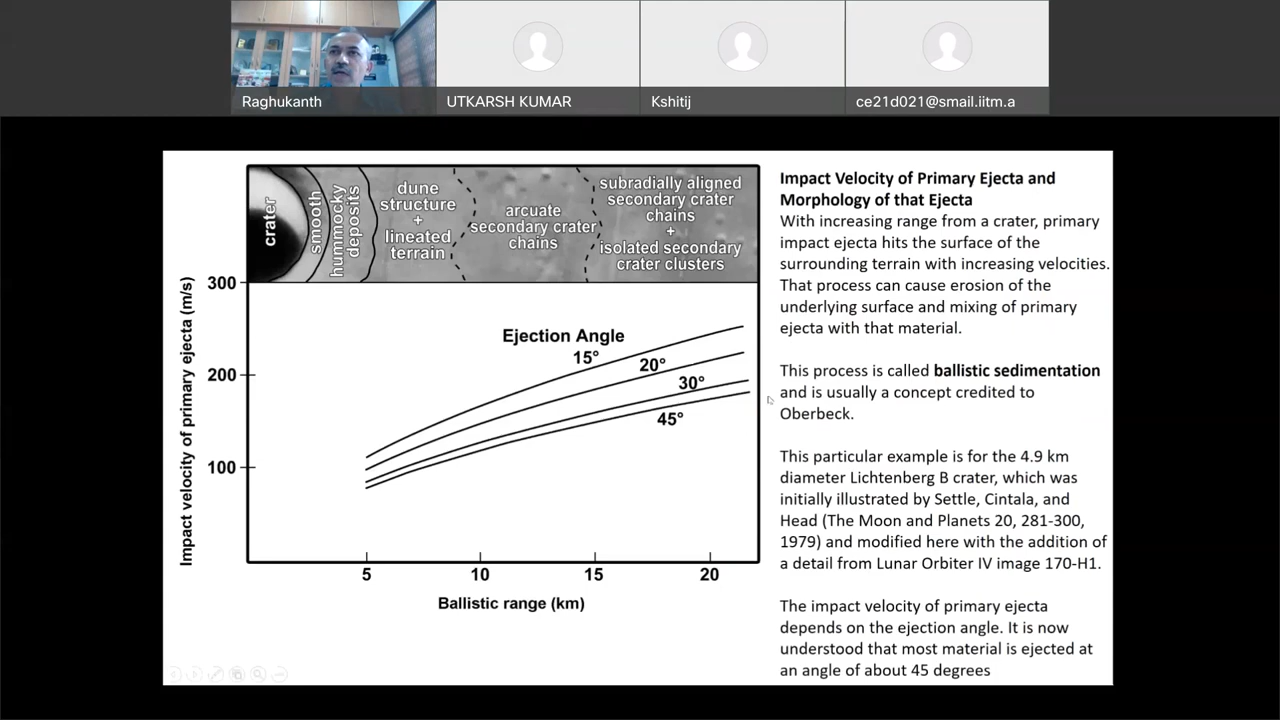 Raghukanth
UTKARSH KUMAR
Kshitij
ce21d021@smail.iitm.a
crater
smooth
hummocky
deposits
dune
structure
+
lineated
terrain
arcuate
secondary crater
chains
subradially aligned
secondary crater
chains
+
isolated secondary
crater clusters
Impact velocity of primary ejecta (m/s)
300
200
100
Ejection Angle
15°
20°
30°
45°
5
10
15
20
Ballistic range (km)
Impact Velocity of Primary Ejecta and
Morphology of that Ejecta
With increasing range from a crater, primary
impact ejecta hits the surface of the
surrounding terrain with increasing velocities.
That process can cause erosion of the
underlying surface and mixing of primary
ejecta with that material.
This process is called ballistic sedimentation
and is usually a concept credited to
Oberbeck.
This particular example is for the 4.9 km
diameter Lichtenberg B crater, which was
initially illustrated by Settle, Cintala, and
Head (The Moon and Planets 20, 281-300,
1979) and modified here with the addition of
a detail from Lunar Orbiter IV image 170-H1.
The impact velocity of primary ejecta
depends on the ejection angle. It is now
understood that most material is ejected at
an angle of about 45 degrees